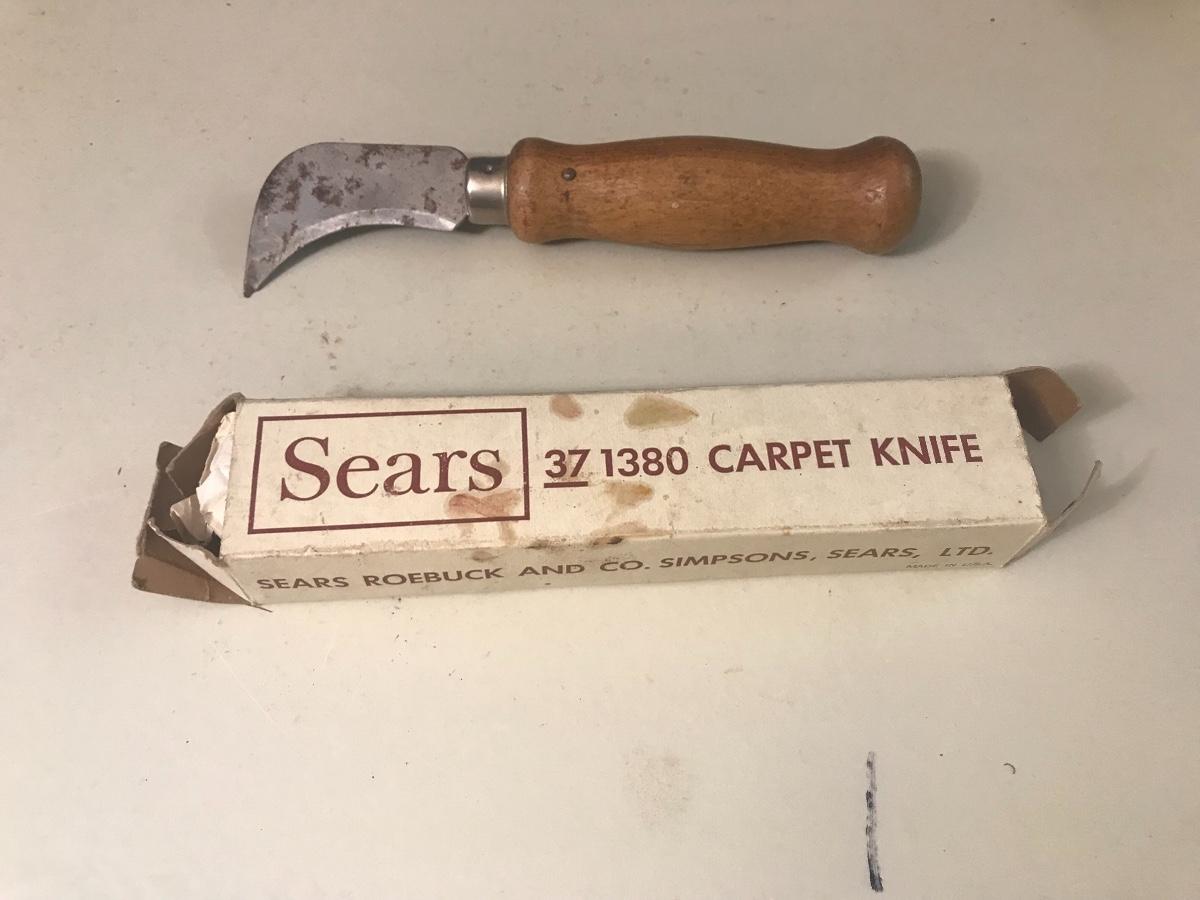 Sears 37 1380 CARPET KNIFE
SEARS ROEBUCK AND CO. SIMPSONS, SEARS, LTD.
MADE IN U.S.A.